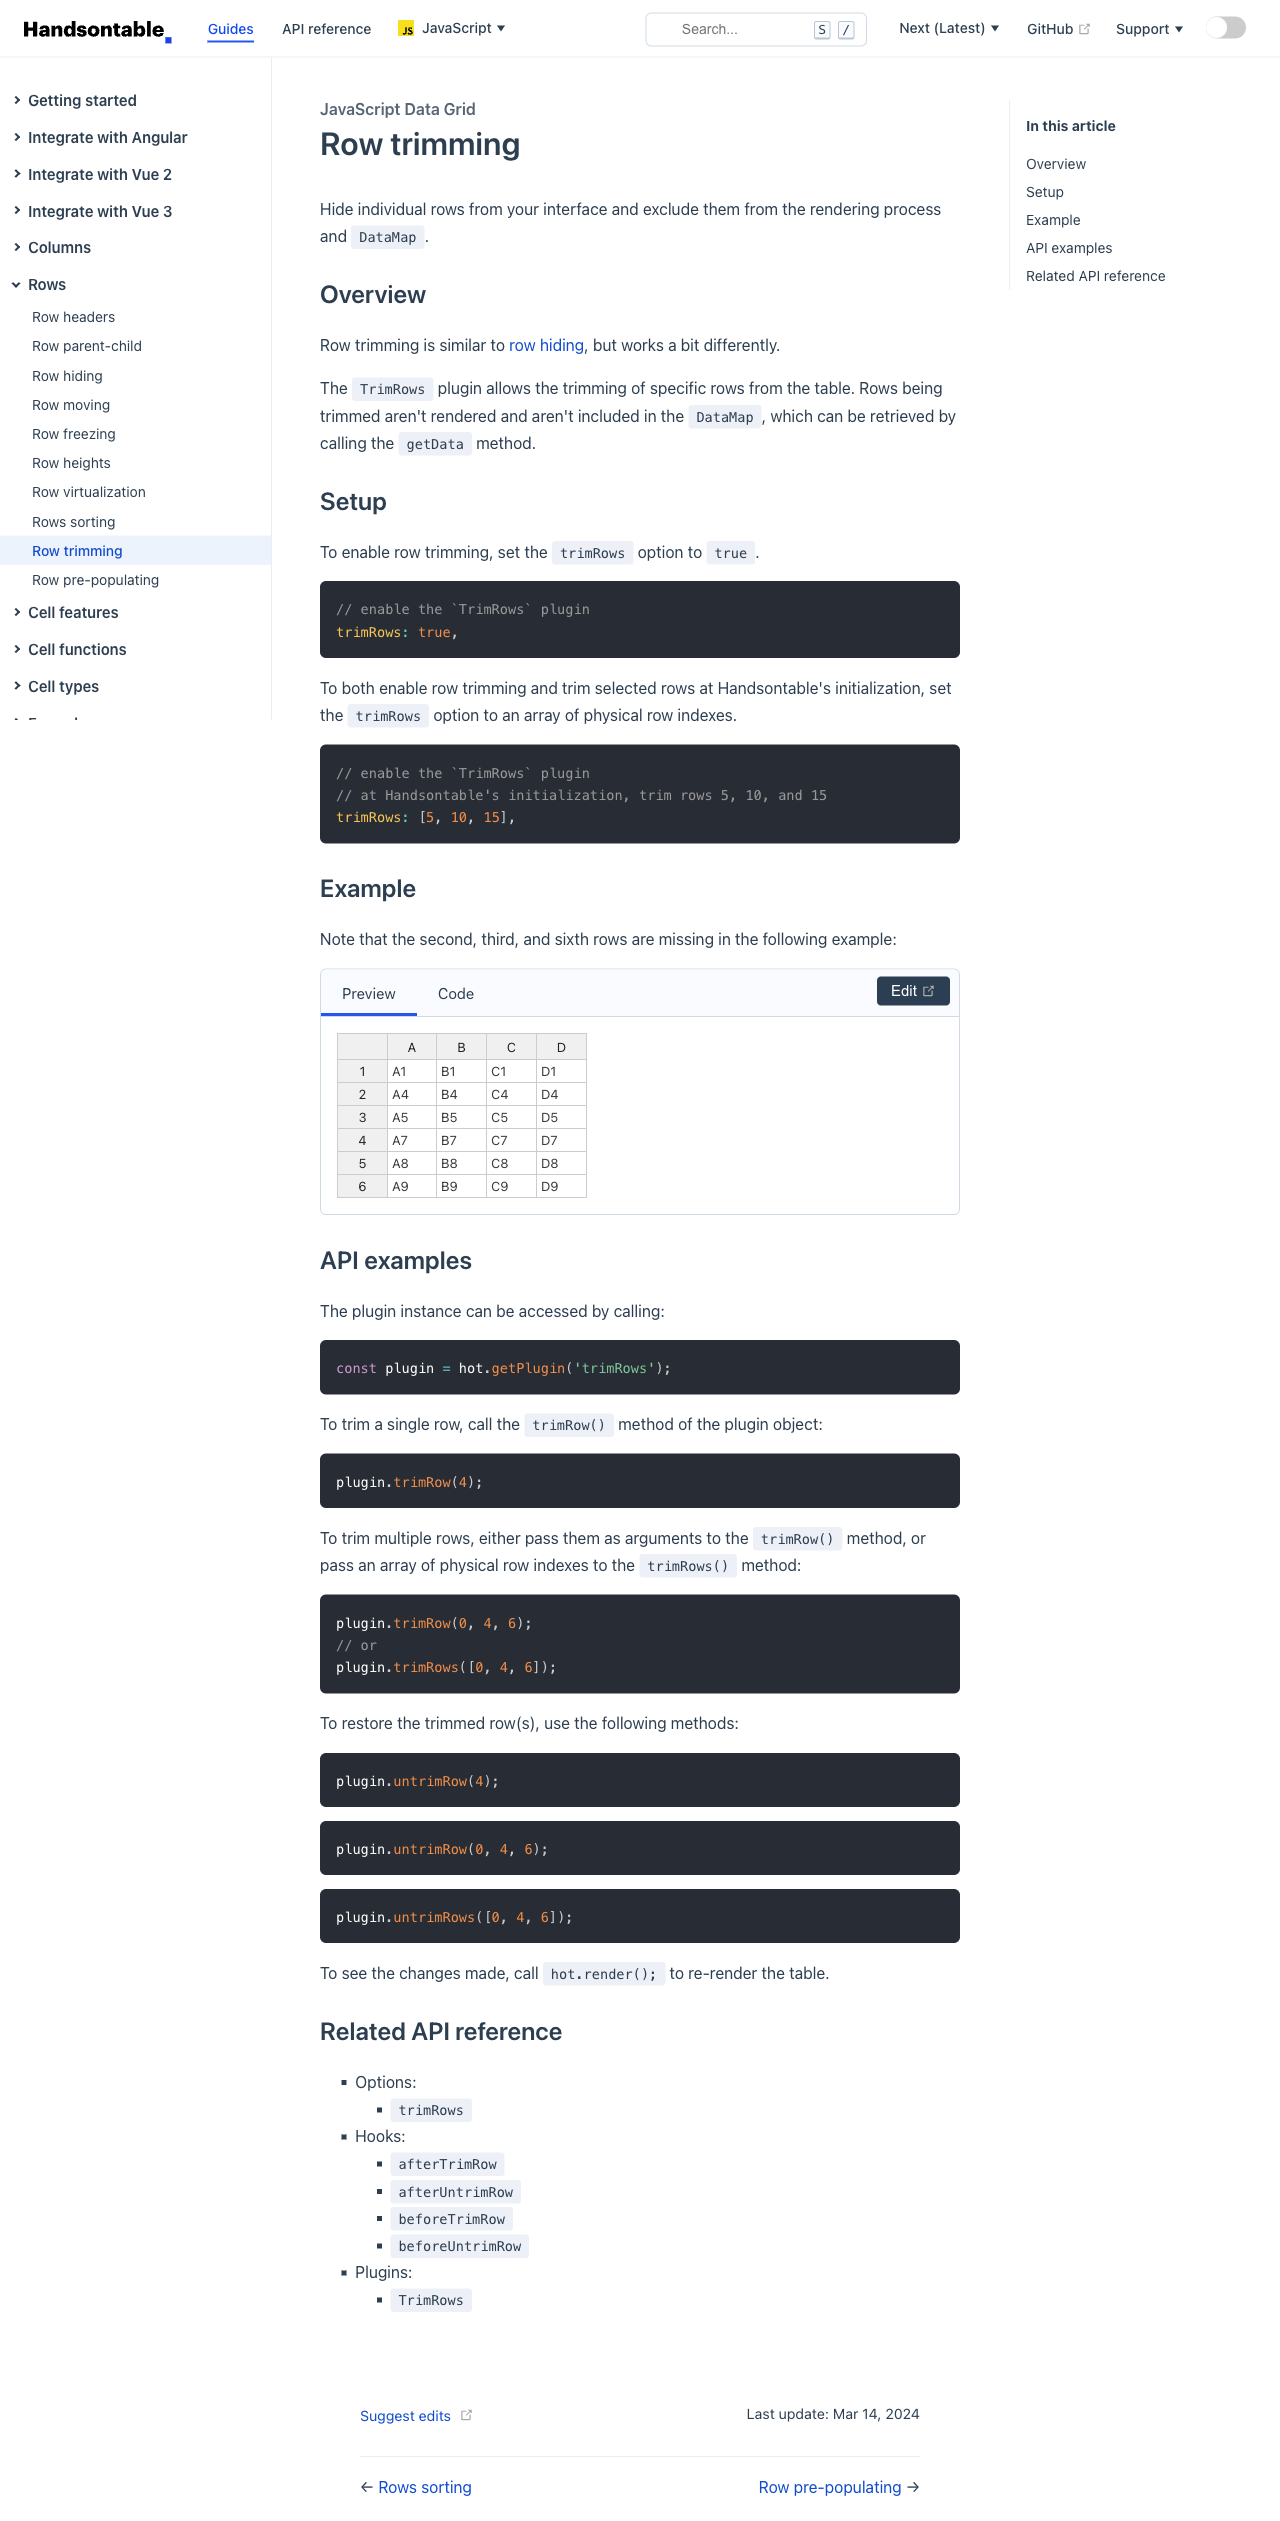 Handsontable
Guides
API reference
JS JavaScript
Search...
S /
Next (Latest)
GitHub
Support
Getting started
Integrate with Angular
Integrate with Vue 2
Integrate with Vue 3
Columns
Rows
Row headers
Row parent-child
Row hiding
Row moving
Row freezing
Row heights
Row virtualization
Rows sorting
Row trimming
Row pre-populating
Cell features
Cell functions
Cell types
JavaScript Data Grid
Row trimming
Hide individual rows from your interface and exclude them from the rendering process
and DataMap.
Overview
Row trimming is similar to row hiding, but works a bit differently.
The TrimRows plugin allows the trimming of specific rows from the table. Rows being
trimmed aren't rendered and aren't included in the DataMap, which can be retrieved by
calling the getData method.
Setup
To enable row trimming, set the trimRows option to true.
// enable the `TrimRows` plugin
trimRows: true,
To both enable row trimming and trim selected rows at Handsontable's initialization, set
the trimRows option to an array of physical row indexes.
// enable the `TrimRows` plugin
// at Handsontable's initialization, trim rows 5, 10, and 15
trimRows: [5, 10, 15],
Example
Note that the second, third, and sixth rows are missing in the following example:
Preview Code Edit
A B C D
1 A1 B1 C1 D1
2 A4 B4 C4 D4
3 A5 B5 C5 D5
4 A7 B7 C7 D7
5 A8 B8 C8 D8
6 A9 B9 C9 D9
API examples
The plugin instance can be accessed by calling:
const plugin = hot.getPlugin('trimRows');
To trim a single row, call the trimRow() method of the plugin object:
plugin.trimRow(4);
To trim multiple rows, either pass them as arguments to the trimRow() method, or
pass an array of physical row indexes to the trimRows() method:
plugin.trimRow(0, 4, 6);
// or
plugin.trimRows([0, 4, 6]);
To restore the trimmed row(s), use the following methods:
plugin.untrimRow(4);
plugin.untrimRow(0, 4, 6);
plugin.untrimRows([0, 4, 6]);
To see the changes made, call hot.render(); to re-render the table.
Related API reference
Options:
trimRows
Hooks:
afterTrimRow
afterUntrimRow
beforeTrimRow
beforeUntrimRow
Plugins:
TrimRows
Suggest edits
Last update: Mar 14, 2024
← Rows sorting
Row pre-populating →
In this article
Overview
Setup
Example
API examples
Related API reference